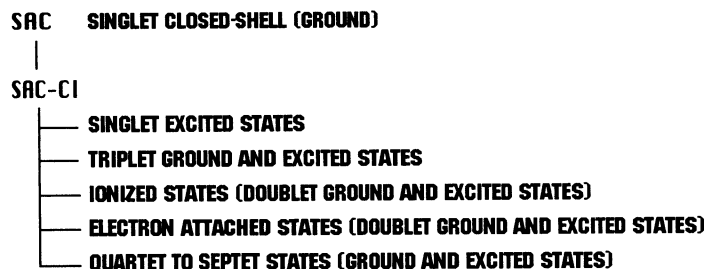 SAC SINGLET CLOSED-SHELL (GROUND)
SAC-CI
SINGLET EXCITED STATES
TRIPLET GROUND AND EXCITED STATES
IONIZED STATES (DOUBLET GROUND AND EXCITED STATES)
ELECTRON ATTACHED STATES (DOUBLET GROUND AND EXCITED STATES)
QUARTET TO SEPTET STATES (GROUND AND EXCITED STATES)